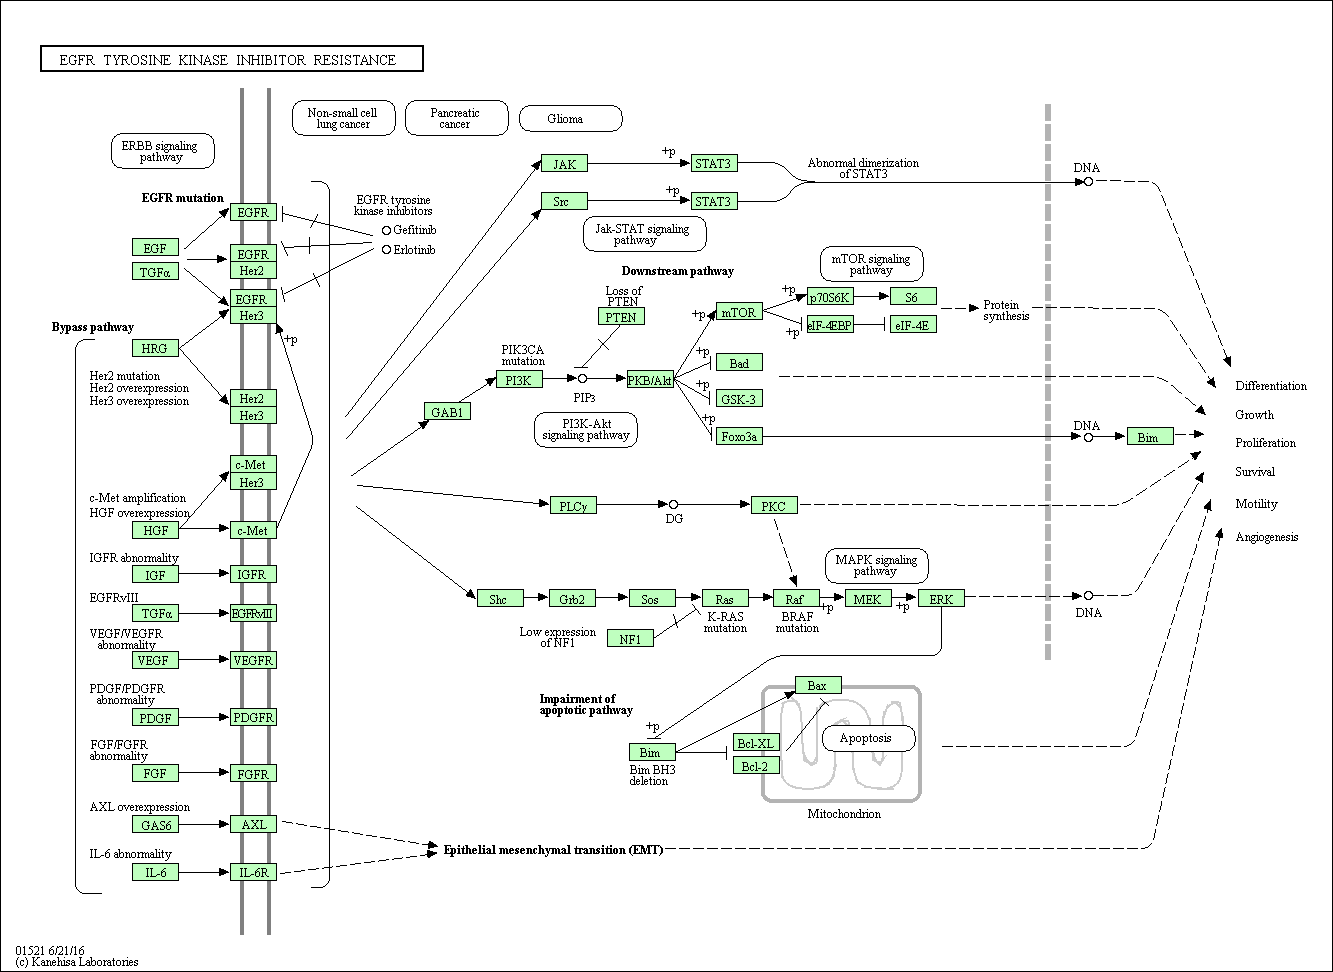 EGFR TYROSINE KINASE INHIBITOR RESISTANCE
ERBB signaling
pathway
Non-small cell
lung cancer
Pancreatic
cancer
Glioma
EGFR mutation
EGF
TGFα
EGFR
EGFR
Her2
EGFR
Her3
EGFR tyrosine
kinase inhibitors
Gefitinib
Erlotinib
Bypass pathway
HRG
+p
Her2 mutation
Her2 overexpression
Her3 overexpression
Her2
Her3
c-Met
Her3
c-Met amplification
HGF overexpression
HGF
c-Met
IGFR abnormality
IGF
IGFR
EGFRvIII
TGFα
EGFRvIII
VEGF/VEGFR
abnormality
VEGF
VEGFR
PDGF/PDGFR
abnormality
PDGF
PDGFR
FGF/FGFR
abnormality
FGF
FGFR
AXL overexpression
GAS6
AXL
IL-6 abnormality
IL-6
IL-6R
JAK
+p
STAT3
Src
+p
STAT3
Abnormal dimerization
of STAT3
DNA
Jak-STAT signaling
pathway
Downstream pathway
mTOR signaling
pathway
Loss of
PTEN
PTEN
+p
mTOR
+p
p70S6K
S6
+p
eIF-4EBP
eIF-4E
Protein
synthesis
PIK3CA
mutation
PI3K
PIP3
PKB/Akt
+p
Bad
+p
GSK-3
+p
Foxo3a
DNA
Bim
GAB1
PI3K-Akt
signaling pathway
PLCγ
DG
PKC
MAPK signaling
pathway
Shc
Grb2
Sos
Ras
Raf
+p
MEK
+p
ERK
DNA
K-RAS
mutation
BRAF
mutation
Low expression
of NF1
NF1
Impairment of
apoptotic pathway
+p
Bim
Bim BH3
deletion
Bax
Bcl-XL
Bcl-2
Apoptosis
Mitochondrion
Epithelial mesenchymal transition (EMT)
Differentiation
Growth
Proliferation
Survival
Motility
Angiogenesis
01521 6/21/16
(c) Kanehisa Laboratories